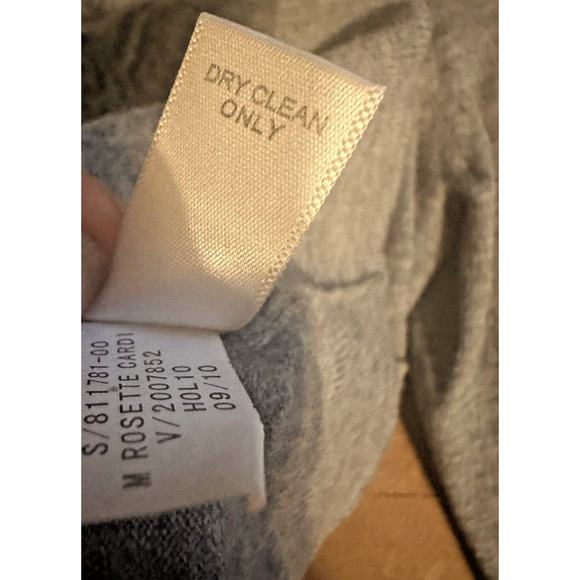 DRY CLEAN
ONLY
S/811781-00
M ROSETTE CARDI
V/2007852
HOL10
09/10